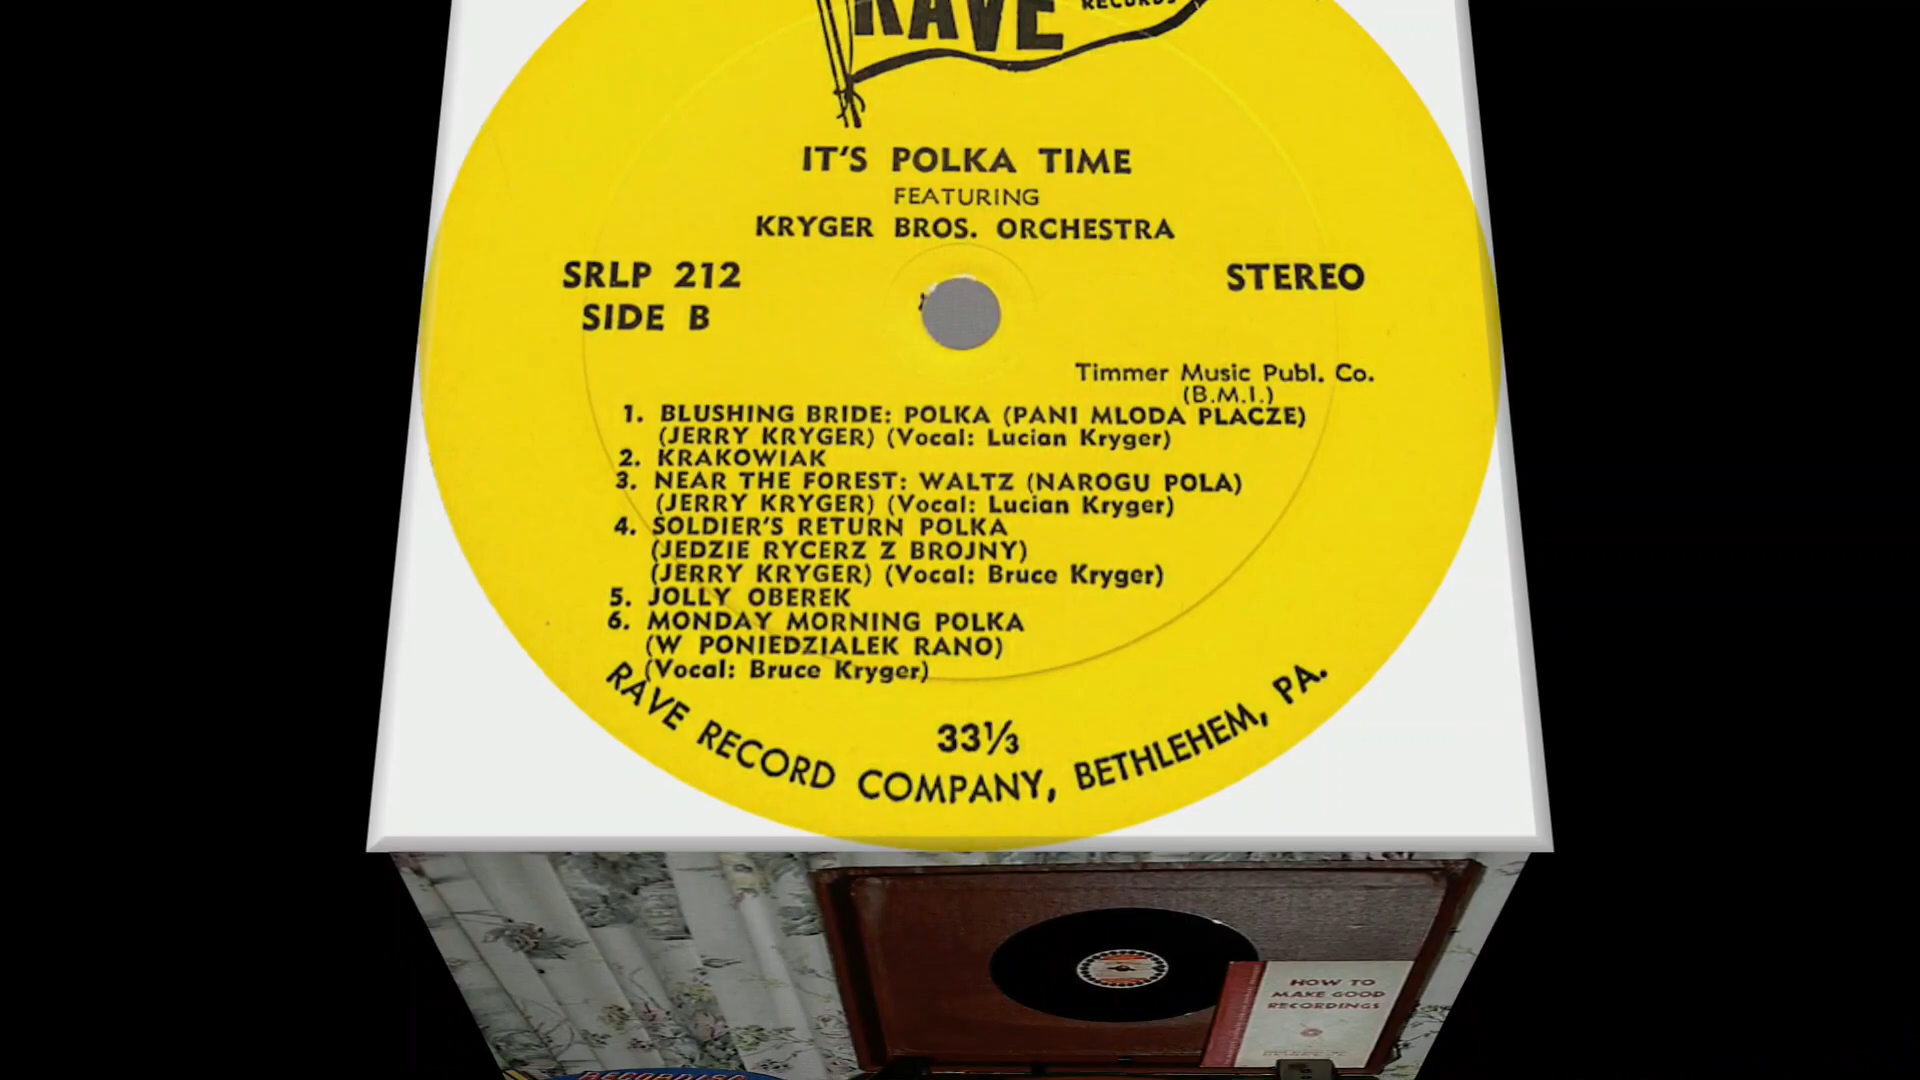 RAVE
RECORDS
IT'S POLKA TIME
FEATURING
KRYGER BROS. ORCHESTRA
SRLP 212
SIDE B
STEREO
Timmer Music Publ. Co.
(B.M.I.)
1. BLUSHING BRIDE: POLKA (PANI MLODA PLACZE)
(JERRY KRYGER) (Vocal: Lucian Kryger)
2. KRAKOWIAK
3. NEAR THE FOREST: WALTZ (NAROGU POLA)
(JERRY KRYGER) (Vocal: Lucian Kryger)
4. SOLDIER'S RETURN POLKA
(JEDZIE RYCERZ Z BROJNY)
(JERRY KRYGER) (Vocal: Bruce Kryger)
5. JOLLY OBEREK
6. MONDAY MORNING POLKA
(W PONIEDZIALEK RANO)
(Vocal: Bruce Kryger)
33⅓
RAVE RECORD COMPANY, BETHLEHEM, PA.
HOW TO
MAKE GOOD
RECORDINGS
RECORDISC